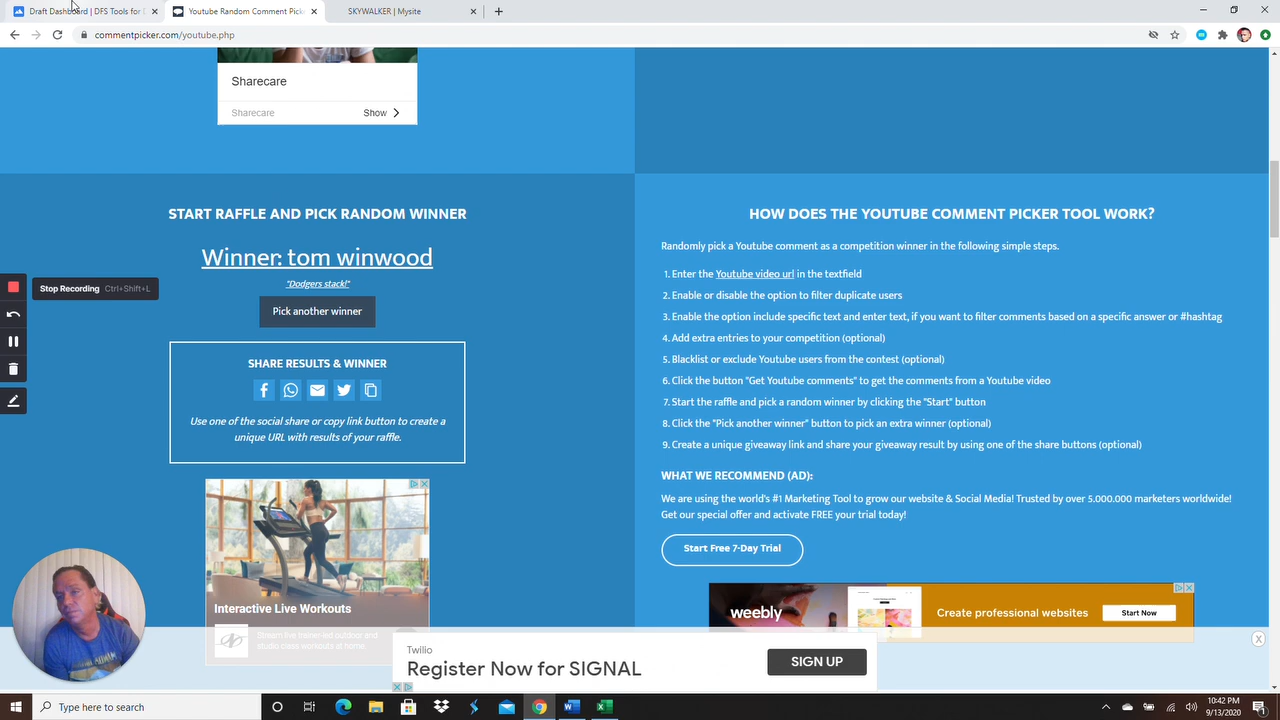 Draft Dashboard | DFS Tools for D
Youtube Random Comment Pick
SKYWALKER | Mysite
commentpicker.com/youtube.php
Sharecare
Sharecare
Show
START RAFFLE AND PICK RANDOM WINNER
Winner: tom winwood
"Dodgers stack!"
Pick another winner
SHARE RESULTS & WINNER
Use one of the social share or copy link button to create a
unique URL with results of your raffle.
Stop Recording Ctrl+Shift+L
HOW DOES THE YOUTUBE COMMENT PICKER TOOL WORK?
Randomly pick a Youtube comment as a competition winner in the following simple steps.
1. Enter the Youtube video url in the textfield
2. Enable or disable the option to filter duplicate users
3. Enable the option include specific text and enter text, if you want to filter comments based on a specific answer or #hashtag
4. Add extra entries to your competition (optional)
5. Blacklist or exclude Youtube users from the contest (optional)
6. Click the button "Get Youtube comments" to get the comments from a Youtube video
7. Start the raffle and pick a random winner by clicking the "Start" button
8. Click the "Pick another winner" button to pick an extra winner (optional)
9. Create a unique giveaway link and share your giveaway result by using one of the share buttons (optional)
WHAT WE RECOMMEND (AD):
We are using the world's #1 Marketing Tool to grow our website & Social Media! Trusted by over 5.000.000 marketers worldwide!
Get our special offer and activate FREE your trial today!
Start Free 7-Day Trial
Interactive Live Workouts
Stream live trainer-led outdoor and
studio class workouts at home.
weebly
Create professional websites
Start Now
Twilio
Register Now for SIGNAL
SIGN UP
X
Type here to search
10:42 PM
9/13/2020